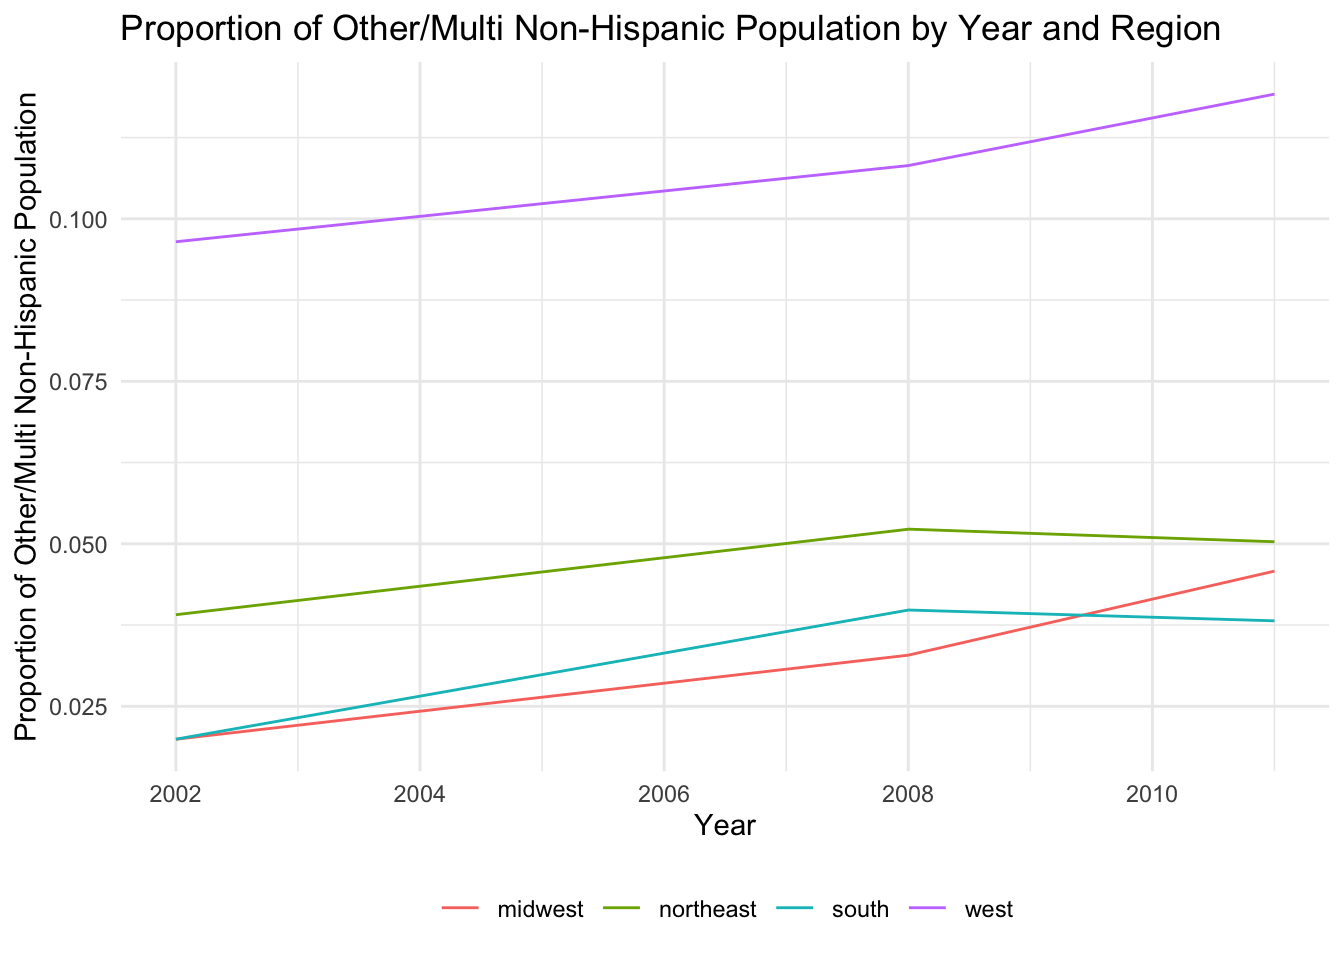 Proportion of Other/Multi Non-Hispanic Population by Year and Region
Proportion of Other/Multi Non-Hispanic Population
0.100
0.075
0.050
0.025
2002 2004 2006 2008 2010
Year
midwest northeast south west